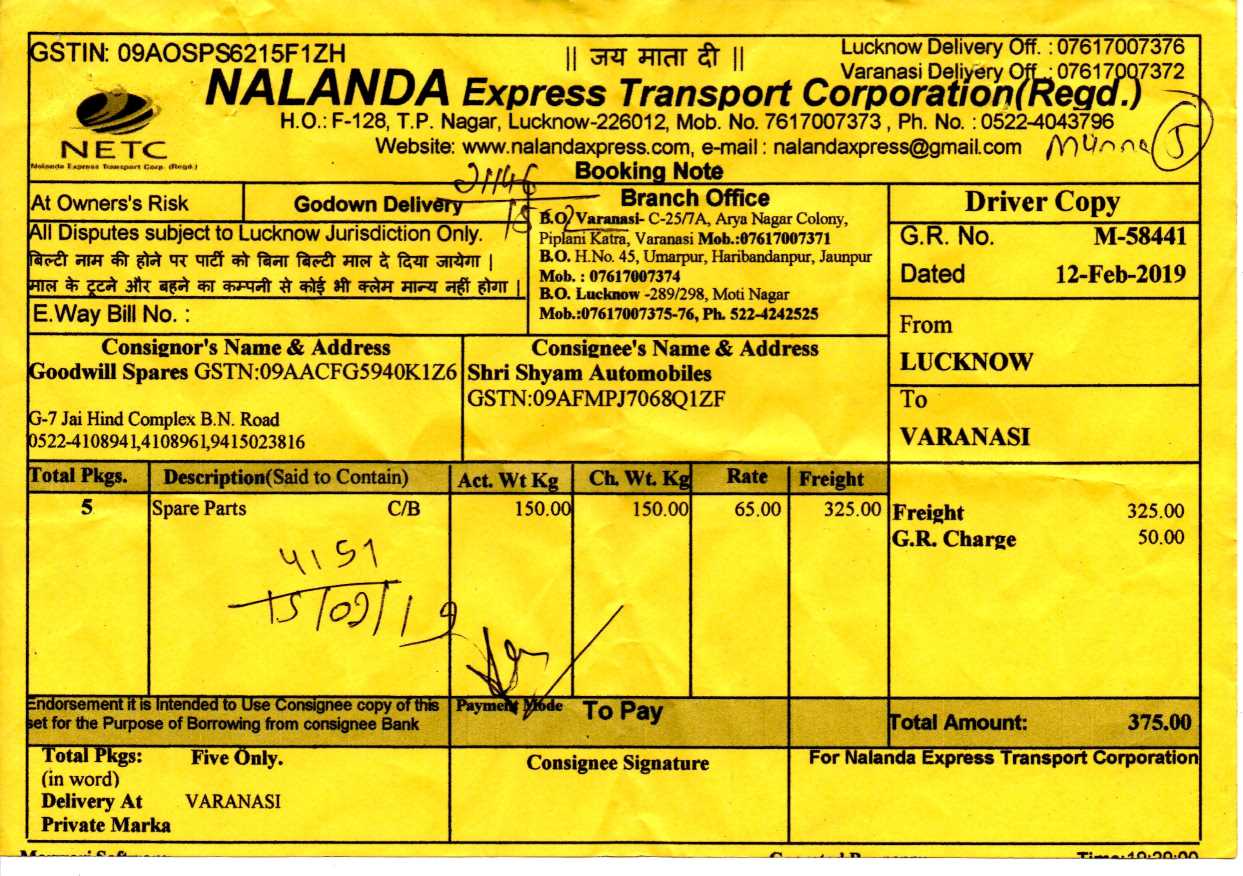 GSTIN: 09AOSPS6215F1ZH
|| जय माता दी ||
Lucknow Delivery Off. : 07617007376
Varanasi Delivery Off. : 07617007372
NALANDA Express Transport Corporation(Regd.)
H.O.: F-128, T.P. Nagar, Lucknow-226012, Mob. No. 7617007373 , Ph. No. : 0522-4043796
NETC
Nalanda Express Transport Corp. (Regd.)
Website: www.nalandaxpress.com, e-mail : nalandaxpress@gmail.com
Munna 5
Booking Note
21146
15/2
At Owners's Risk
Godown Delivery
All Disputes subject to Lucknow Jurisdiction Only.
बिल्टी नाम की होने पर पार्टी को बिना बिल्टी माल दे दिया जायेगा |
माल के टूटने और बहने का कम्पनी से कोई भी क्लेम मान्य नहीं होगा |
E.Way Bill No. :
Branch Office
B.O. Varanasi- C-25/7A, Arya Nagar Colony,
Piplani Katra, Varanasi Mob.:07617007371
B.O. H.No. 45, Umarpur, Haribandanpur, Jaunpur
Mob. : 07617007374
B.O. Lucknow -289/298, Moti Nagar
Mob.:07617007375-76, Ph. 522-4242525
Driver Copy
G.R. No. M-58441
Dated 12-Feb-2019
From
LUCKNOW
To
VARANASI
Consignor's Name & Address
Goodwill Spares GSTN:09AACFG5940K1Z6
G-7 Jai Hind Complex B.N. Road
0522-4108941,4108961,9415023816
Consignee's Name & Address
Shri Shyam Automobiles
GSTN:09AFMPJ7068Q1ZF
Total Pkgs. Description(Said to Contain) Act. Wt Kg Ch. Wt. Kg Rate Freight
5 Spare Parts C/B 150.00 150.00 65.00 325.00
Freight 325.00
G.R. Charge 50.00
4151
15/02/19
Endorsement it is Intended to Use Consignee copy of this
set for the Purpose of Borrowing from consignee Bank
Payment Mode To Pay
Total Amount: 375.00
Total Pkgs: Five Only.
(in word)
Delivery At VARANASI
Private Marka
Consignee Signature
For Nalanda Express Transport Corporation